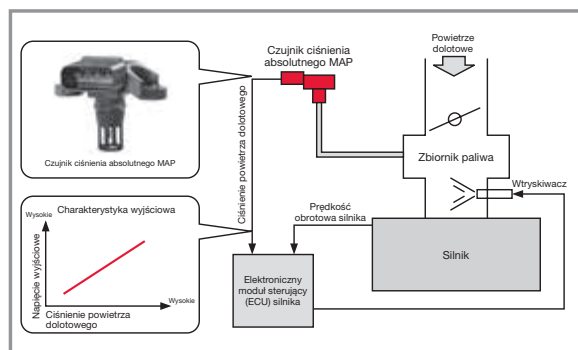 Czujnik ciśnienia absolutnego MAP
Czujnik ciśnienia
absolutnego MAP
Powietrze
dolotowe
Ciśnienie powietrza dolotowego
Zbiornik paliwa
Wtryskiwacz
Prędkość
obrotowa silnika
Silnik
Elektroniczny
moduł sterujący
(ECU) silnika
Charakterystyka wyjściowa
Wysokie
Napięcie wyjściowe
Wysokie
Ciśnienie powietrza
dolotowego